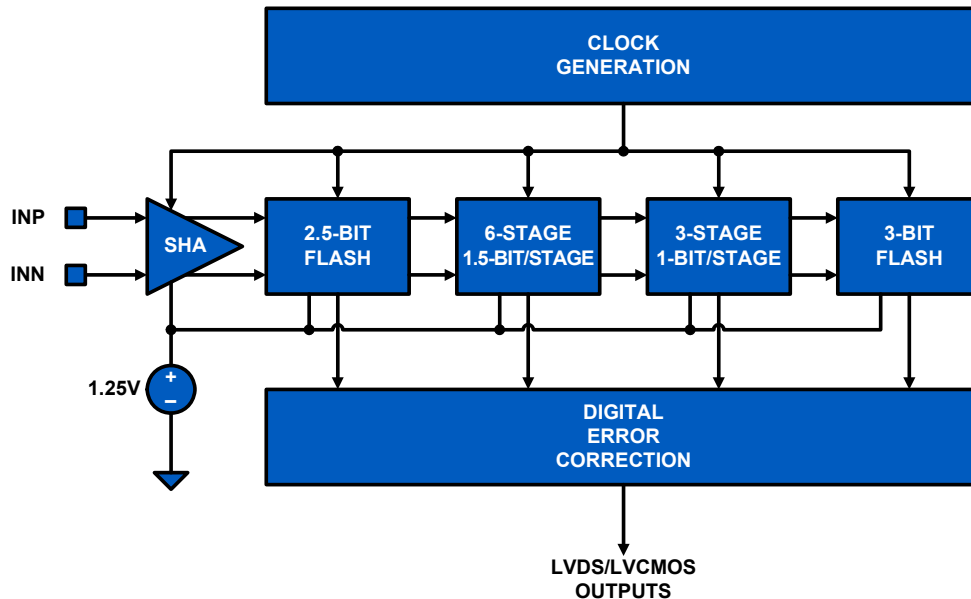 CLOCK
GENERATION
INP
INN
SHA
2.5-BIT
FLASH
6-STAGE
1.5-BIT/STAGE
3-STAGE
1-BIT/STAGE
3-BIT
FLASH
1.25V
+
–
DIGITAL
ERROR
CORRECTION
LVDS/LVCMOS
OUTPUTS